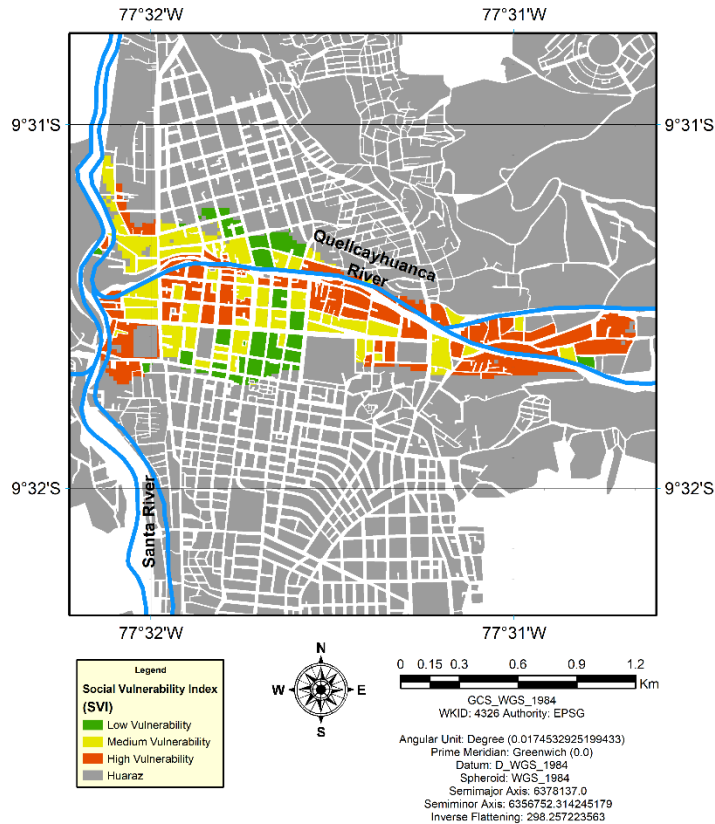 77°32'W
77°31'W
9°31'S
9°31'S
Quellcayhuanca
River
9°32'S
9°32'S
Santa River
77°32'W
77°31'W
Legend
Social Vulnerability Index
(SVI)
Low Vulnerability
Medium Vulnerability
High Vulnerability
Huaraz
N
W
E
S
0 0.15 0.3 0.6 0.9 1.2
Km
GCS_WGS_1984
WKID: 4326 Authority: EPSG
Angular Unit: Degree (0.0174532925199433)
Prime Meridian: Greenwich (0.0)
Datum: D_WGS_1984
Spheroid: WGS_1984
Semimajor Axis: 6378137.0
Semiminor Axis: 6356752.314245179
Inverse Flattening: 298.257223563